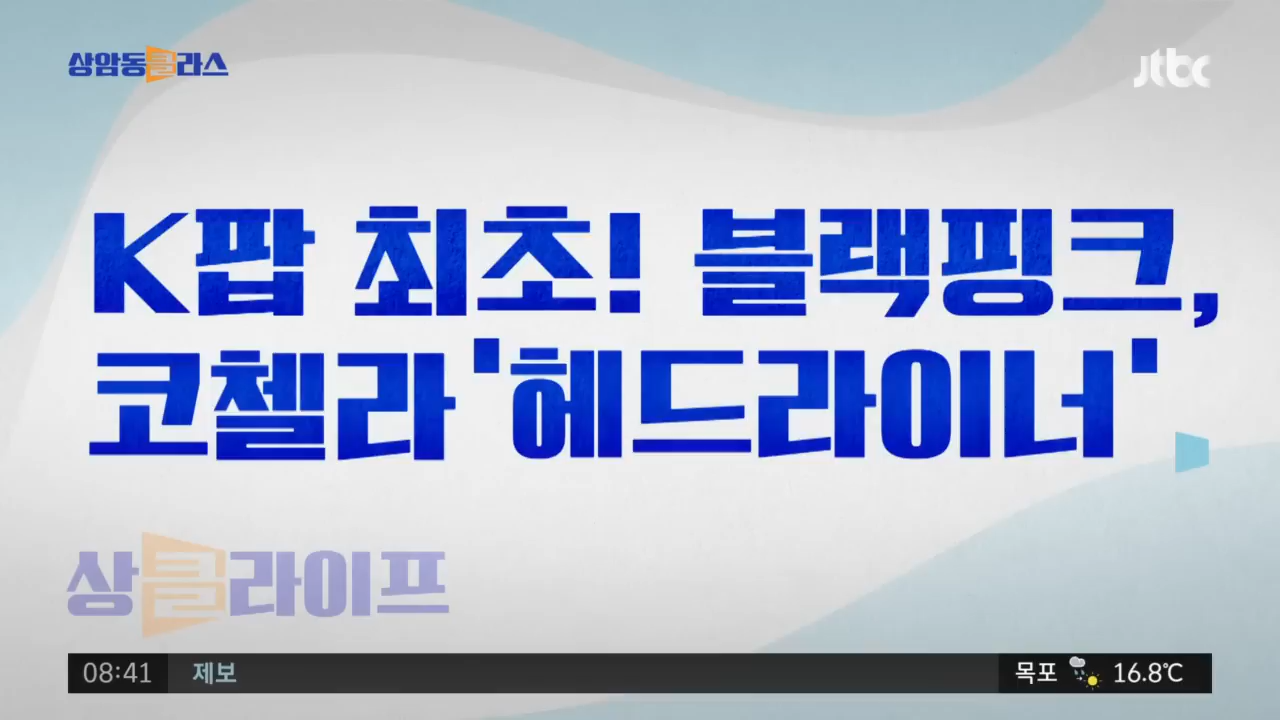 상암동클라스
jtbc
K팝 최초! 블랙핑크,
코첼라 '헤드라이너'
상클라이프
08:41 제보 목포 16.8℃